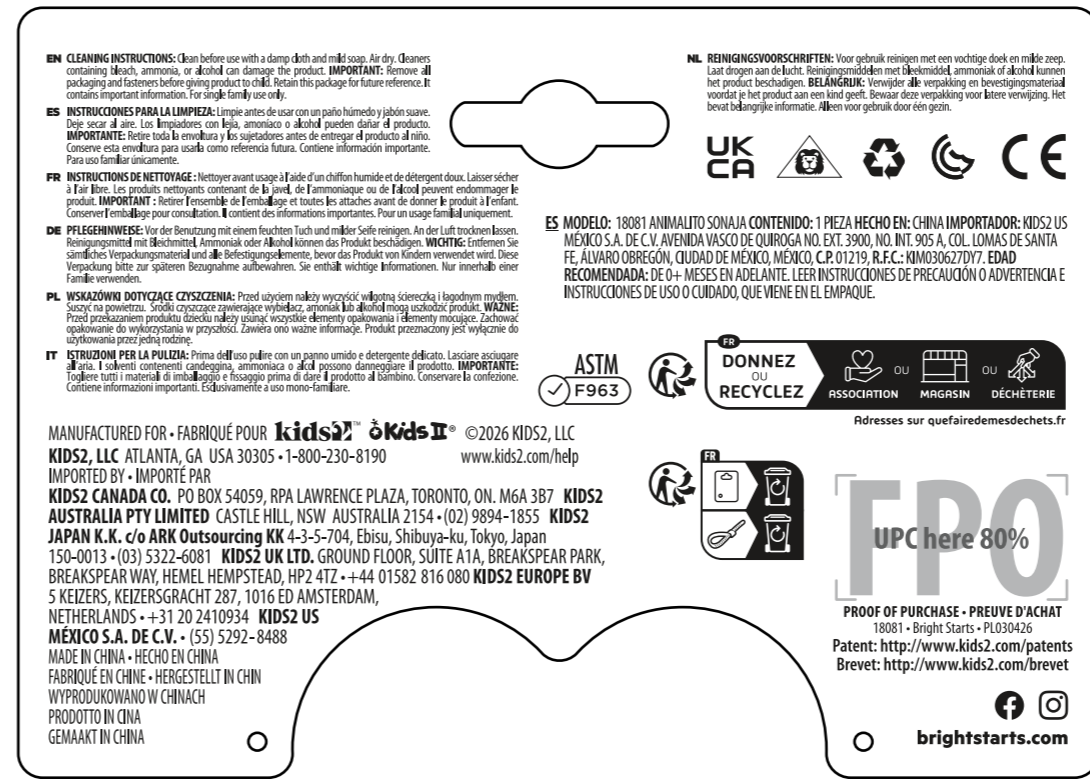 EN CLEANING INSTRUCTIONS: Clean before use with a damp cloth and mild soap. Air dry. Cleaners
containing bleach, ammonia, or alcohol can damage the product. IMPORTANT: Remove all
packaging and fasteners before giving product to child. Retain this package for future reference. It
contains important information. For single family use only.
ES INSTRUCCIONES PARA LA LIMPIEZA: Limpie antes de usar con un paño húmedo y jabón suave.
Deje secar al aire. Los limpiadores con lejía, amoníaco o alcohol pueden dañar el producto.
IMPORTANTE: Retire toda la envoltura y los sujetadores antes de entregar el producto al niño.
Conserve esta envoltura para usarla como referencia futura. Contiene información importante.
Para uso familiar únicamente.
FR INSTRUCTIONS DE NETTOYAGE : Nettoyer avant usage à l'aide d'un chiffon humide et de détergent doux. Laisser sécher
à l'air libre. Les produits nettoyants contenant de la javel, de l'ammoniaque ou de l'alcool peuvent endommager le
produit. IMPORTANT : Retirer l'ensemble de l'emballage et toutes les attaches avant de donner le produit à l'enfant.
Conserver l'emballage pour consultation. Il contient des informations importantes. Pour un usage familial uniquement.
DE PFLEGEHINWEISE: Vor der Benutzung mit einem feuchten Tuch und milder Seife reinigen. An der Luft trocknen lassen.
Reinigungsmittel mit Bleichmittel, Ammoniak oder Alkohol können das Produkt beschädigen. WICHTIG: Entfernen Sie
sämtliches Verpackungsmaterial und alle Befestigungselemente, bevor das Produkt von Kindern verwendet wird. Diese
Verpackung bitte zur späteren Bezugnahme aufbewahren. Sie enthält wichtige Informationen. Nur innerhalb einer
Familie verwenden.
PL WSKAZÓWKI DOTYCZĄCE CZYSZCZENIA: Przed użyciem należy wyczyścić wilgotną ściereczką i łagodnym mydłem.
Suszyć na powietrzu. Środki czyszczące zawierające wybielacz, amoniak lub alkohol mogą uszkodzić produkt. WAŻNE:
Przed przekazaniem produktu dziecku należy usunąć wszystkie elementy opakowania i elementy mocujące. Zachować
opakowanie do wykorzystania w przyszłości. Zawiera ono ważne informacje. Produkt przeznaczony jest wyłącznie do
użytkowania przez jedną rodzinę.
IT ISTRUZIONI PER LA PULIZIA: Prima dell'uso pulire con un panno umido e detergente delicato. Lasciare asciugare
all'aria. I solventi contenenti candeggina, ammoniaca o alcol possono danneggiare il prodotto. IMPORTANTE:
Togliere tutti i materiali di imballaggio e fissaggio prima di dare il prodotto al bambino. Conservare la confezione.
Contiene informazioni importanti. Esclusivamente a uso mono-familiare.
MANUFACTURED FOR • FABRIQUÉ POUR kids2™ Kids II® ©2026 KIDS2, LLC
KIDS2, LLC ATLANTA, GA USA 30305 • 1-800-230-8190 www.kids2.com/help
IMPORTED BY • IMPORTÉ PAR
KIDS2 CANADA CO. PO BOX 54059, RPA LAWRENCE PLAZA, TORONTO, ON. M6A 3B7 KIDS2
AUSTRALIA PTY LIMITED CASTLE HILL, NSW AUSTRALIA 2154 • (02) 9894-1855 KIDS2
JAPAN K.K. c/o ARK Outsourcing KK 4-3-5-704, Ebisu, Shibuya-ku, Tokyo, Japan
150-0013 • (03) 5322-6081 KIDS2 UK LTD. GROUND FLOOR, SUITE A1A, BREAKSPEAR PARK,
BREAKSPEAR WAY, HEMEL HEMPSTEAD, HP2 4TZ • +44 01582 816 080 KIDS2 EUROPE BV
5 KEIZERS, KEIZERSGRACHT 287, 1016 ED AMSTERDAM,
NETHERLANDS • +31 20 2410934 KIDS2 US
MÉXICO S.A. DE C.V. • (55) 5292-8488
MADE IN CHINA • HECHO EN CHINA
FABRIQUÉ EN CHINE • HERGESTELLT IN CHIN
WYPRODUKOWANO W CHINACH
PRODOTTO IN CINA
GEMAAKT IN CHINA
NL REINIGINGSVOORSCHRIFTEN: Voor gebruik reinigen met een vochtige doek en milde zeep.
Laat drogen aan de lucht. Reinigingsmiddelen met bleekmiddel, ammoniak of alcohol kunnen
het product beschadigen. BELANGRIJK: Verwijder alle verpakking en bevestigingsmateriaal
voordat je het product aan een kind geeft. Bewaar deze verpakking voor latere verwijzing. Het
bevat belangrijke informatie. Alleen voor gebruik door één gezin.
UK
CA
CE
ES MODELO: 18081 ANIMALITO SONAJA CONTENIDO: 1 PIEZA HECHO EN: CHINA IMPORTADOR: KIDS2 US
MÉXICO S.A. DE C.V. AVENIDA VASCO DE QUIROGA NO. EXT. 3900, NO. INT. 905 A, COL. LOMAS DE SANTA
FE, ÁLVARO OBREGÓN, CIUDAD DE MÉXICO, MÉXICO, C.P. 01219, R.F.C.: KIM030627DY7. EDAD
RECOMENDADA: DE 0+ MESES EN ADELANTE. LEER INSTRUCCIONES DE PRECAUCIÓN O ADVERTENCIA E
INSTRUCCIONES DE USO O CUIDADO, QUE VIENE EN EL EMPAQUE.
ASTM
F963
FR
DONNEZ
OU
RECYCLEZ
ASSOCIATION OU MAGASIN OU DÉCHÈTERIE
Adresses sur quefairedemesdechets.fr
FR
FPO
UPC here 80%
PROOF OF PURCHASE • PREUVE D'ACHAT
18081 • Bright Starts • PL030426
Patent: http://www.kids2.com/patents
Brevet: http://www.kids2.com/brevet
brightstarts.com